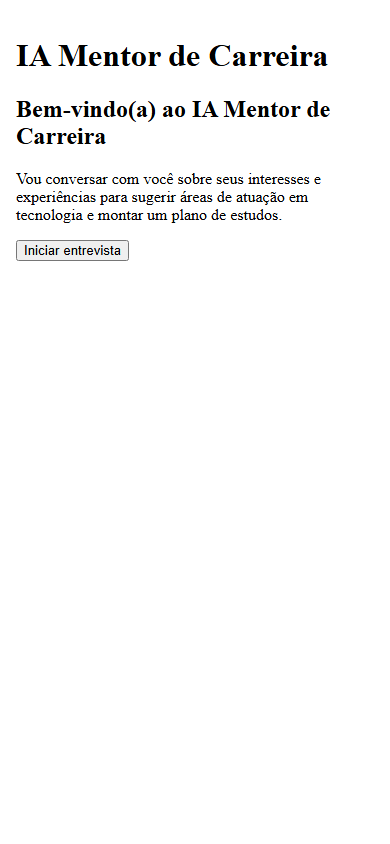 IA Mentor de Carreira
Bem-vindo(a) ao IA Mentor de
Carreira
Vou conversar com você sobre seus interesses e
experiências para sugerir áreas de atuação em
tecnologia e montar um plano de estudos.
Iniciar entrevista